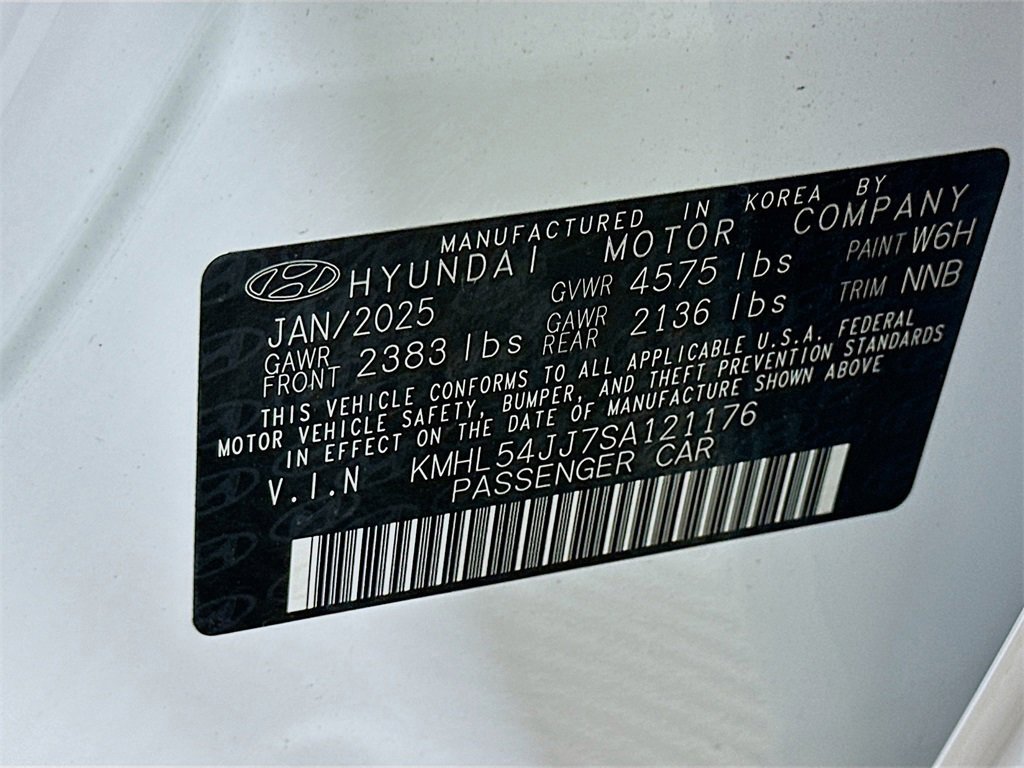 MANUFACTURED IN KOREA BY
HYUNDAI MOTOR COMPANY
JAN/2025 GVWR 4575 lbs PAINT W6H
GAWR FRONT 2383 lbs GAWR REAR 2136 lbs TRIM NNB
THIS VEHICLE CONFORMS TO ALL APPLICABLE U.S.A. FEDERAL
MOTOR VEHICLE SAFETY, BUMPER, AND THEFT PREVENTION STANDARDS
IN EFFECT ON THE DATE OF MANUFACTURE SHOWN ABOVE
V.I.N KMHL54JJ7SA121176
PASSENGER CAR